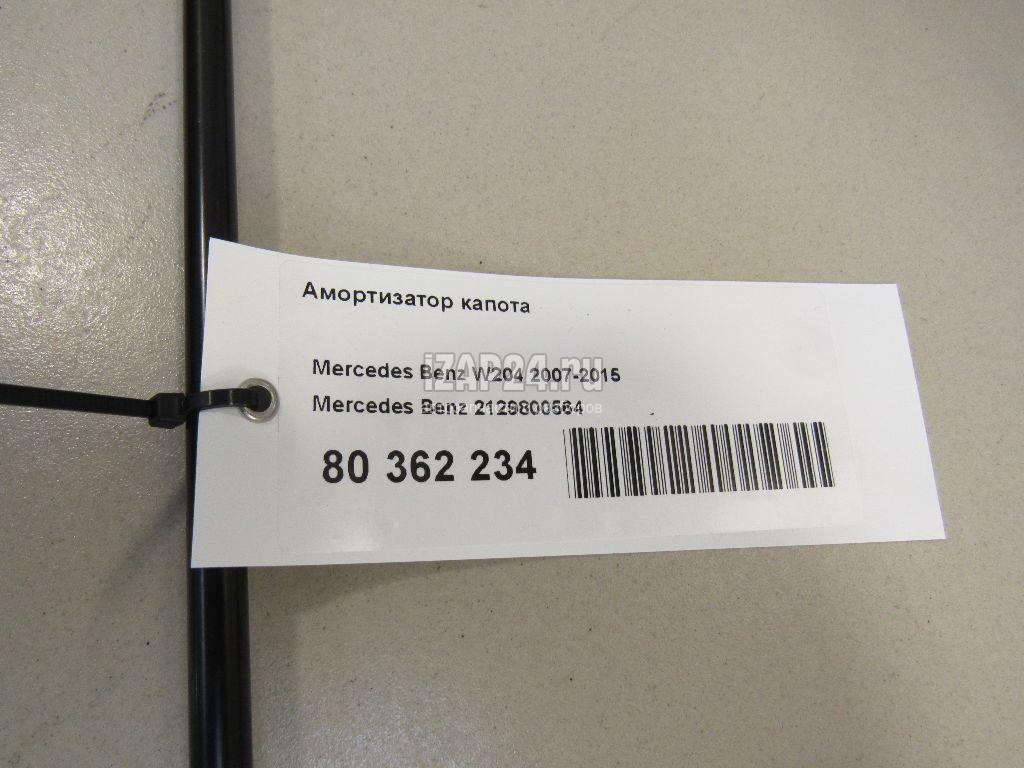 Амортизатор капота
Mercedes Benz W204 2007-2015
iZAP24.ru
Mercedes Benz 2129800564
80 362 234